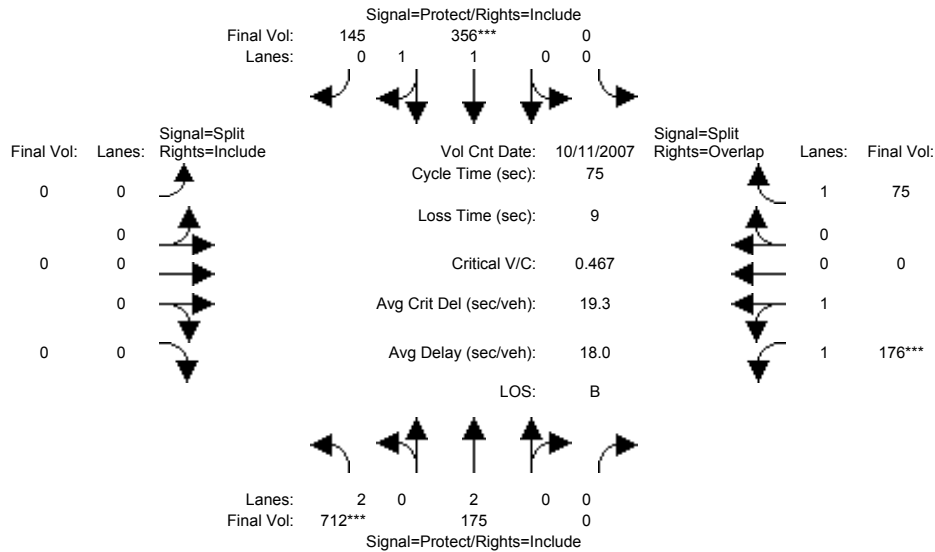 Signal=Protect/Rights=Include
Final Vol: 145 356*** 0
Lanes: 0 1 1 0 0
Signal=Split Signal=Split
Final Vol: Lanes: Rights=Include Vol Cnt Date: 10/11/2007 Rights=Overlap Lanes: Final Vol:
Cycle Time (sec): 75
0 0 1 75
Loss Time (sec): 9
0 0
0 0 Critical V/C: 0.467 0 0
0 Avg Crit Del (sec/veh): 19.3 1
0 0 Avg Delay (sec/veh): 18.0 1 176***
LOS: B
Lanes: 2 0 2 0 0
Final Vol: 712*** 175 0
Signal=Protect/Rights=Include